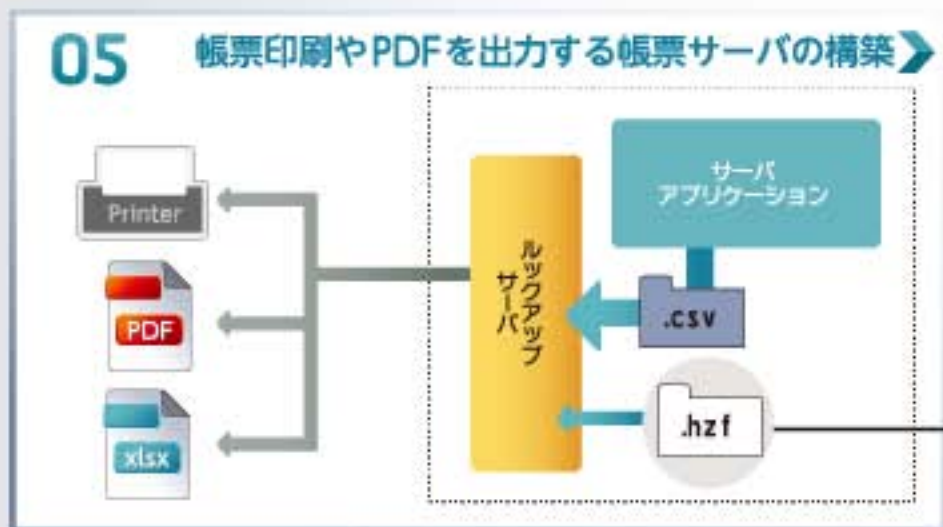 05 帳票印刷やPDFを出力する帳票サーバの構築
サーバ
アプリケーション
Printer
ルックアップ
サーバ
PDF
.csv
.hzf
xlsx